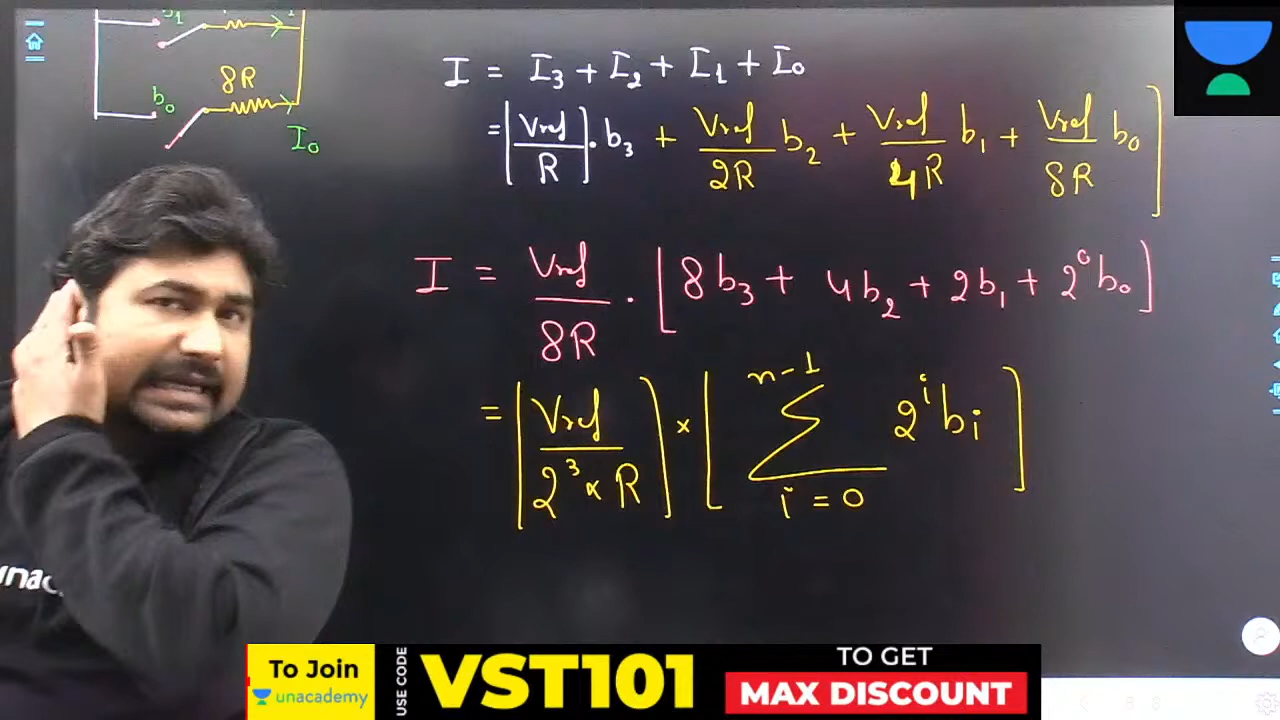 I = I₃ + I₂ + I₁ + I₀
= [Vref/R] . b₃ + Vref/2R b₂ + Vref/4R b₁ + Vref/8R b₀ ]
8R
b₀
I₀
I = Vref/8R . [ 8b₃ + 4b₂ + 2b₁ + 2⁰b₀ ]
= [Vref/2³×R] × [ n-1 Σ i=0 2ⁱbi ]
To Join
unacademy
USE CODE
VST101
TO GET
MAX DISCOUNT